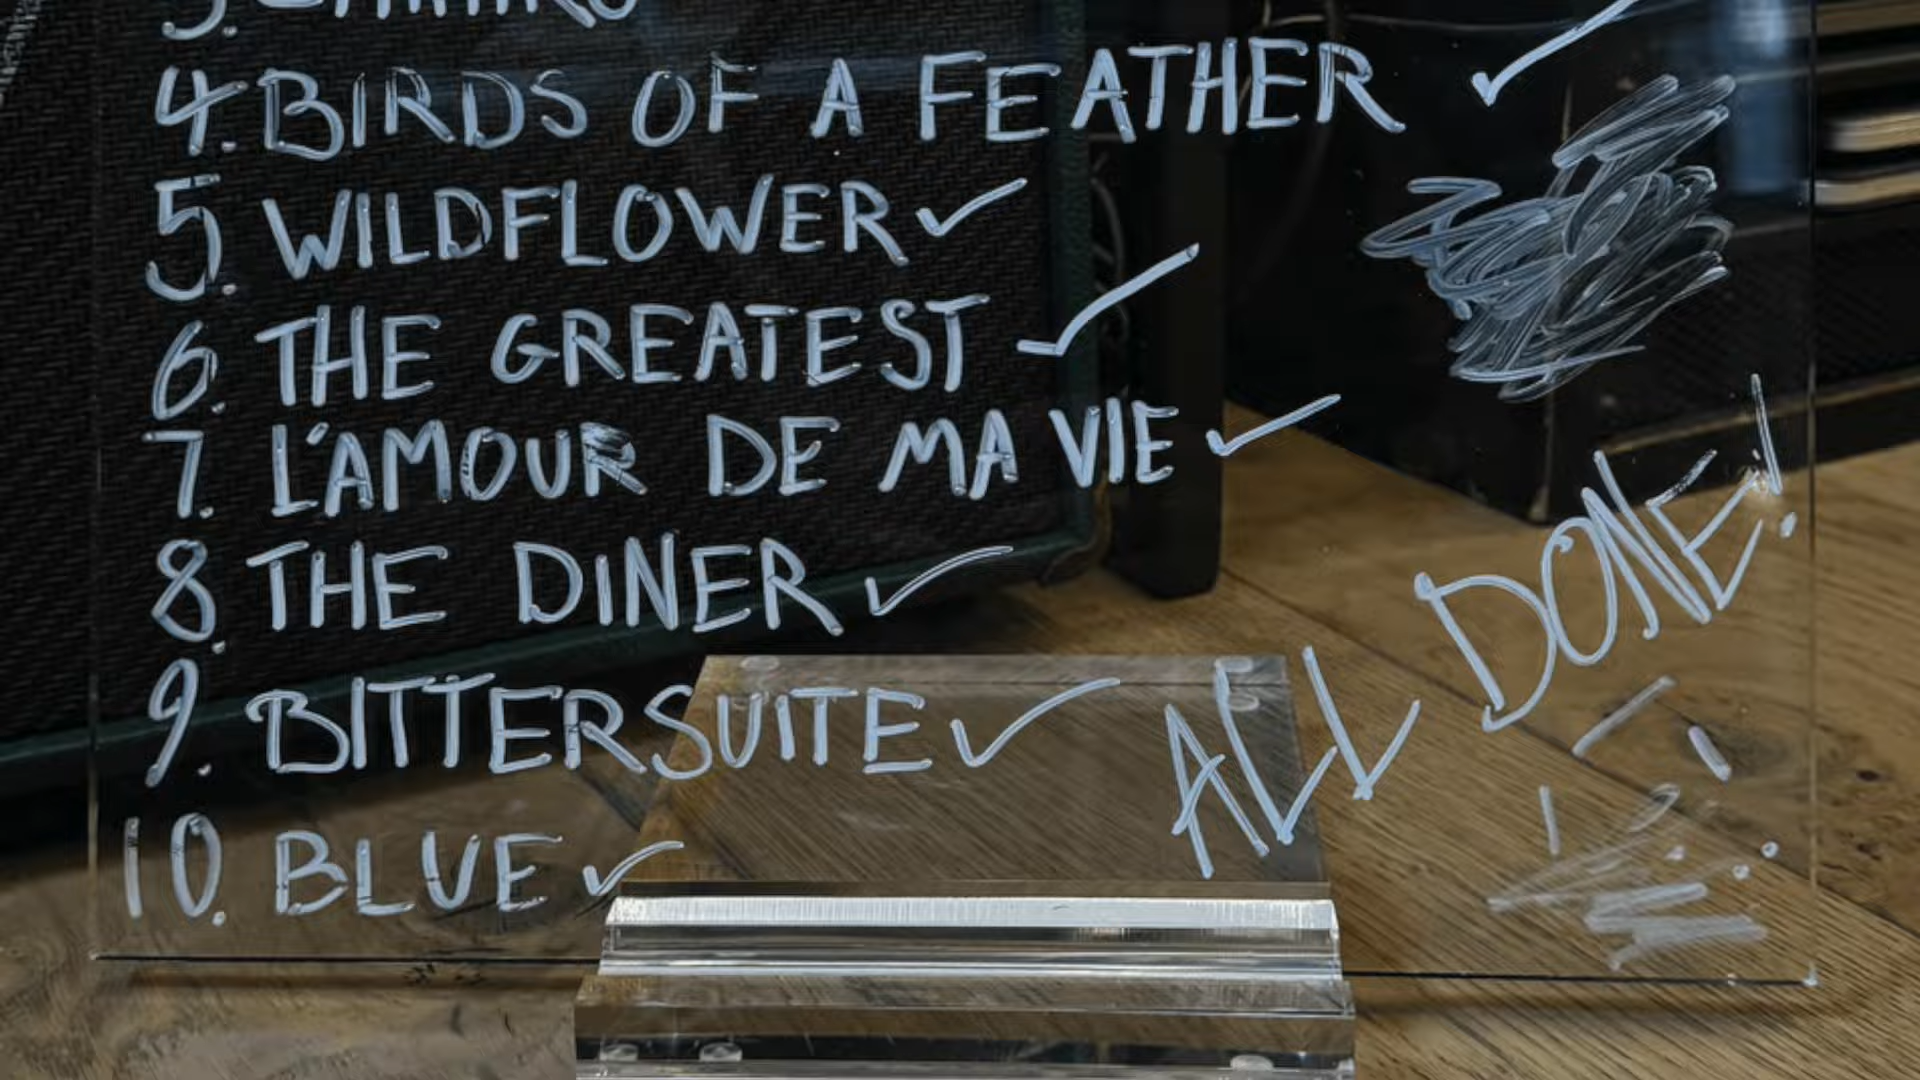 4. BIRDS OF A FEATHER ✓
5. WILDFLOWER ✓
6. THE GREATEST ✓
7. L'AMOUR DE MA VIE ✓
8. THE DINER ✓
9. BITTERSUITE ✓
10. BLUE ✓
ALL DONE!